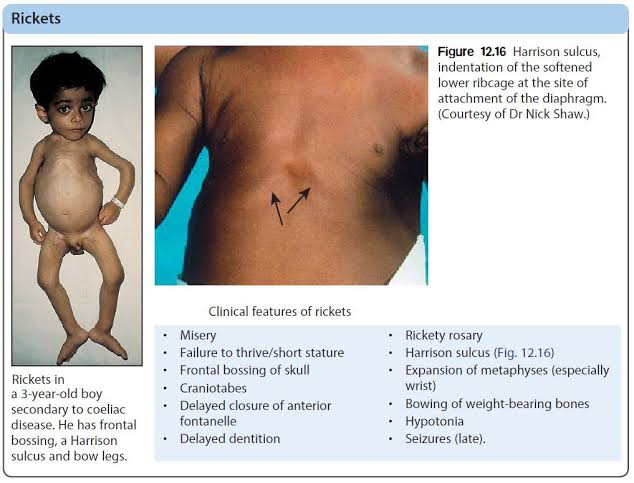 Rickets
Figure 12.16 Harrison sulcus,
indentation of the softened
lower ribcage at the site of
attachment of the diaphragm.
(Courtesy of Dr Nick Shaw.)
Rickets in
a 3-year-old boy
secondary to coeliac
disease. He has frontal
bossing, a Harrison
sulcus and bow legs.
Clinical features of rickets
• Misery
• Failure to thrive/short stature
• Frontal bossing of skull
• Craniotabes
• Delayed closure of anterior
fontanelle
• Delayed dentition
• Rickety rosary
• Harrison sulcus (Fig. 12.16)
• Expansion of metaphyses (especially
wrist)
• Bowing of weight-bearing bones
• Hypotonia
• Seizures (late).